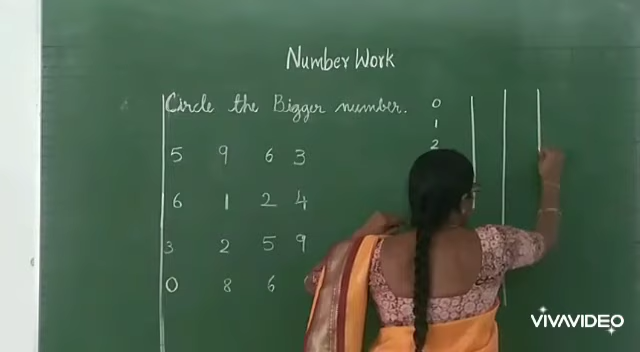 Number Work
Circle the Bigger number.
5 9 6 3
6 1 2 4
3 2 5 9
0 8 6
0
1
2
VIVAVIDEO